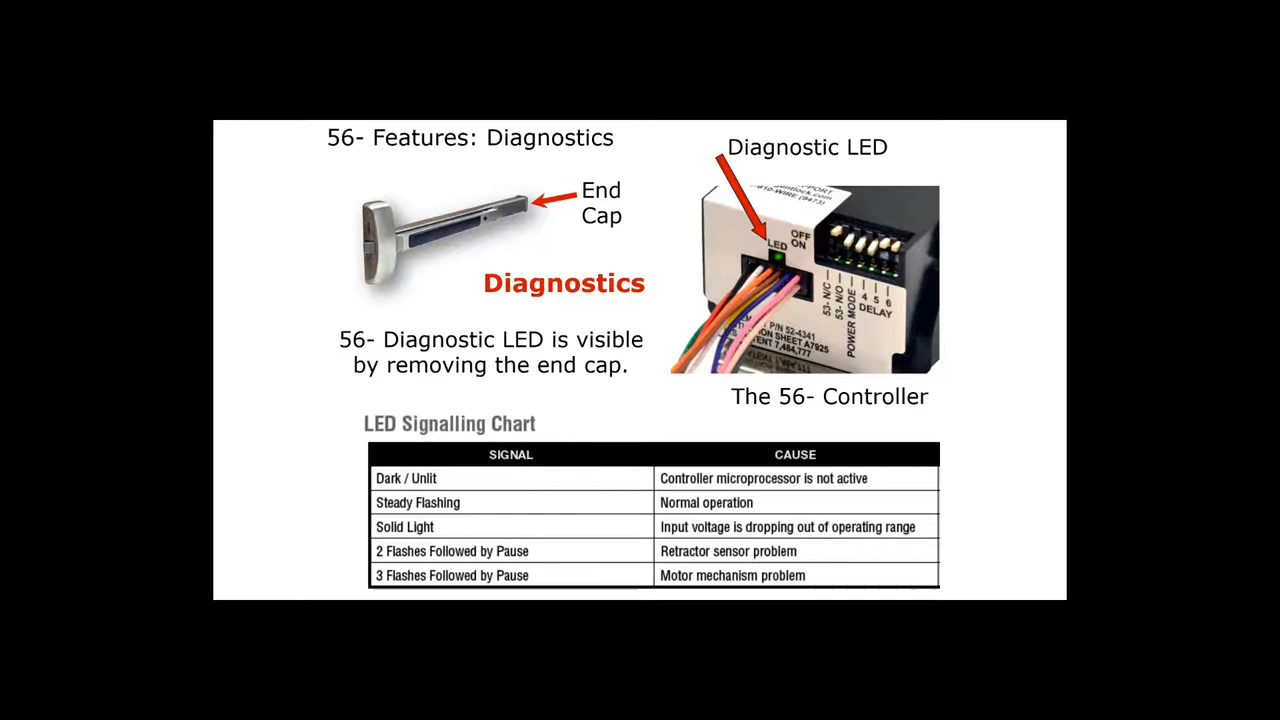 56- Features: Diagnostics
End
Cap
Diagnostics
56- Diagnostic LED is visible
by removing the end cap.
Diagnostic LED
PPORT
LED
OFF
ON
53- N/C
53- N/O
POWER MODE
4 5 6
DELAY
P/N 52-4341
ION SHEET A7925
TENT 7,484,777
The 56- Controller
LED Signalling Chart
SIGNAL CAUSE
Dark / Unlit Controller microprocessor is not active
Steady Flashing Normal operation
Solid Light Input voltage is dropping out of operating range
2 Flashes Followed by Pause Retractor sensor problem
3 Flashes Followed by Pause Motor mechanism problem